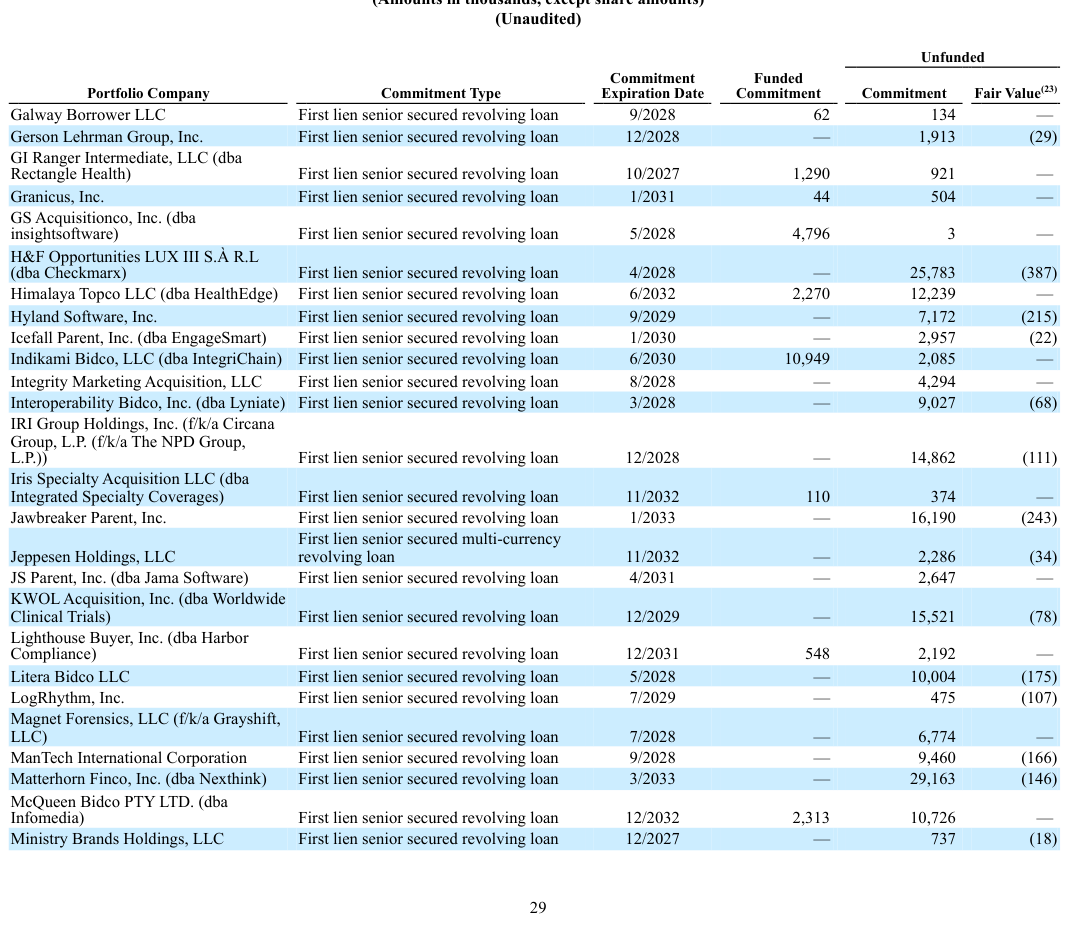 (Amounts in thousands, except share amounts)
(Unaudited)
Unfunded
Portfolio Company Commitment Type Commitment Expiration Date Funded Commitment Commitment Fair Value(23)
Galway Borrower LLC First lien senior secured revolving loan 9/2028 62 134 —
Gerson Lehrman Group, Inc. First lien senior secured revolving loan 12/2028 — 1,913 (29)
GI Ranger Intermediate, LLC (dba
Rectangle Health) First lien senior secured revolving loan 10/2027 1,290 921 —
Granicus, Inc. First lien senior secured revolving loan 1/2031 44 504 —
GS Acquisitionco, Inc. (dba
insightsoftware) First lien senior secured revolving loan 5/2028 4,796 3 —
H&F Opportunities LUX III S.À R.L
(dba Checkmarx) First lien senior secured revolving loan 4/2028 — 25,783 (387)
Himalaya Topco LLC (dba HealthEdge) First lien senior secured revolving loan 6/2032 2,270 12,239 —
Hyland Software, Inc. First lien senior secured revolving loan 9/2029 — 7,172 (215)
Icefall Parent, Inc. (dba EngageSmart) First lien senior secured revolving loan 1/2030 — 2,957 (22)
Indikami Bidco, LLC (dba IntegriChain) First lien senior secured revolving loan 6/2030 10,949 2,085 —
Integrity Marketing Acquisition, LLC First lien senior secured revolving loan 8/2028 — 4,294 —
Interoperability Bidco, Inc. (dba Lyniate) First lien senior secured revolving loan 3/2028 — 9,027 (68)
IRI Group Holdings, Inc. (f/k/a Circana
Group, L.P. (f/k/a The NPD Group,
L.P.)) First lien senior secured revolving loan 12/2028 — 14,862 (111)
Iris Specialty Acquisition LLC (dba
Integrated Specialty Coverages) First lien senior secured revolving loan 11/2032 110 374 —
Jawbreaker Parent, Inc. First lien senior secured revolving loan 1/2033 — 16,190 (243)
First lien senior secured multi-currency
Jeppesen Holdings, LLC revolving loan 11/2032 — 2,286 (34)
JS Parent, Inc. (dba Jama Software) First lien senior secured revolving loan 4/2031 — 2,647 —
KWOL Acquisition, Inc. (dba Worldwide
Clinical Trials) First lien senior secured revolving loan 12/2029 — 15,521 (78)
Lighthouse Buyer, Inc. (dba Harbor
Compliance) First lien senior secured revolving loan 12/2031 548 2,192 —
Litera Bidco LLC First lien senior secured revolving loan 5/2028 — 10,004 (175)
LogRhythm, Inc. First lien senior secured revolving loan 7/2029 — 475 (107)
Magnet Forensics, LLC (f/k/a Grayshift,
LLC) First lien senior secured revolving loan 7/2028 — 6,774 —
ManTech International Corporation First lien senior secured revolving loan 9/2028 — 9,460 (166)
Matterhorn Finco, Inc. (dba Nexthink) First lien senior secured revolving loan 3/2033 — 29,163 (146)
McQueen Bidco PTY LTD. (dba
Infomedia) First lien senior secured revolving loan 12/2032 2,313 10,726 —
Ministry Brands Holdings, LLC First lien senior secured revolving loan 12/2027 — 737 (18)
29